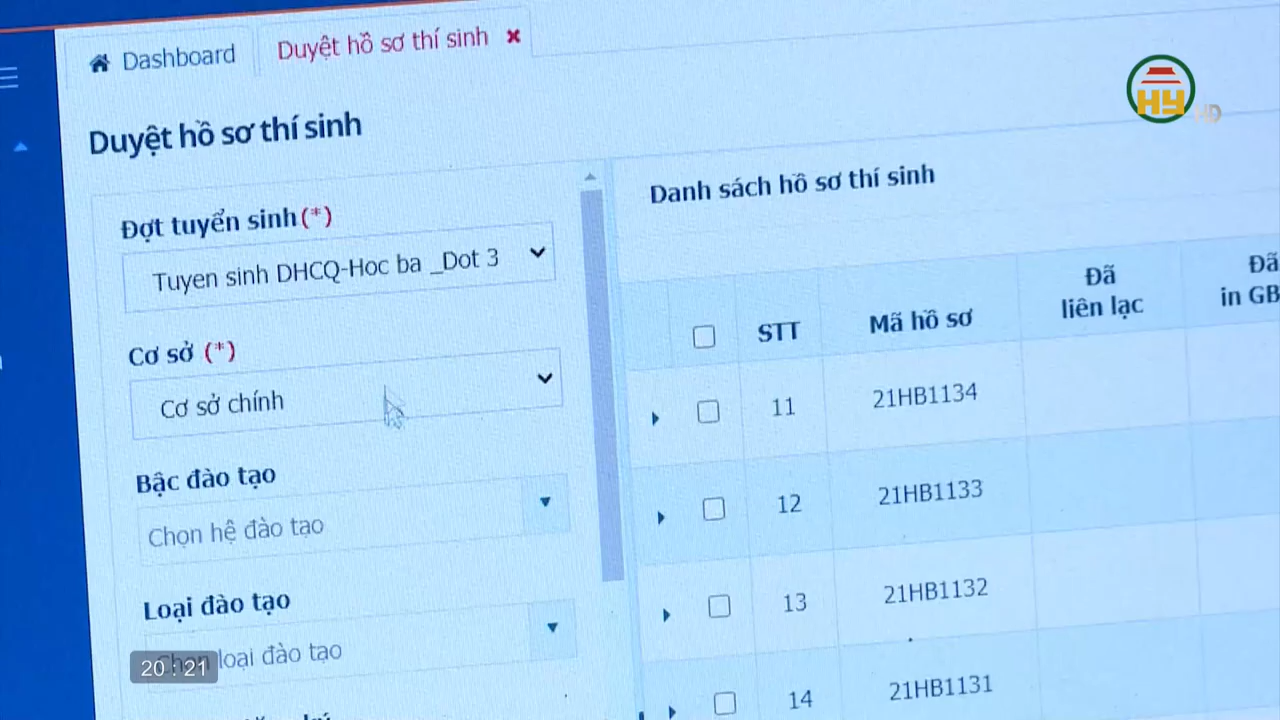 Dashboard
Duyệt hồ sơ thí sinh
HY
HD
Duyệt hồ sơ thí sinh
Đợt tuyển sinh(*)
Tuyen sinh DHCQ-Hoc ba _Dot 3
Cơ sở (*)
Cơ sở chính
Bậc đào tạo
Chọn hệ đào tạo
Loại đào tạo
loại đào tạo
20:21
Danh sách hồ sơ thí sinh
STT
Mã hồ sơ
Đã
liên lạc
Đã
in GB
11
21HB1134
12
21HB1133
13
21HB1132
14
21HB1131